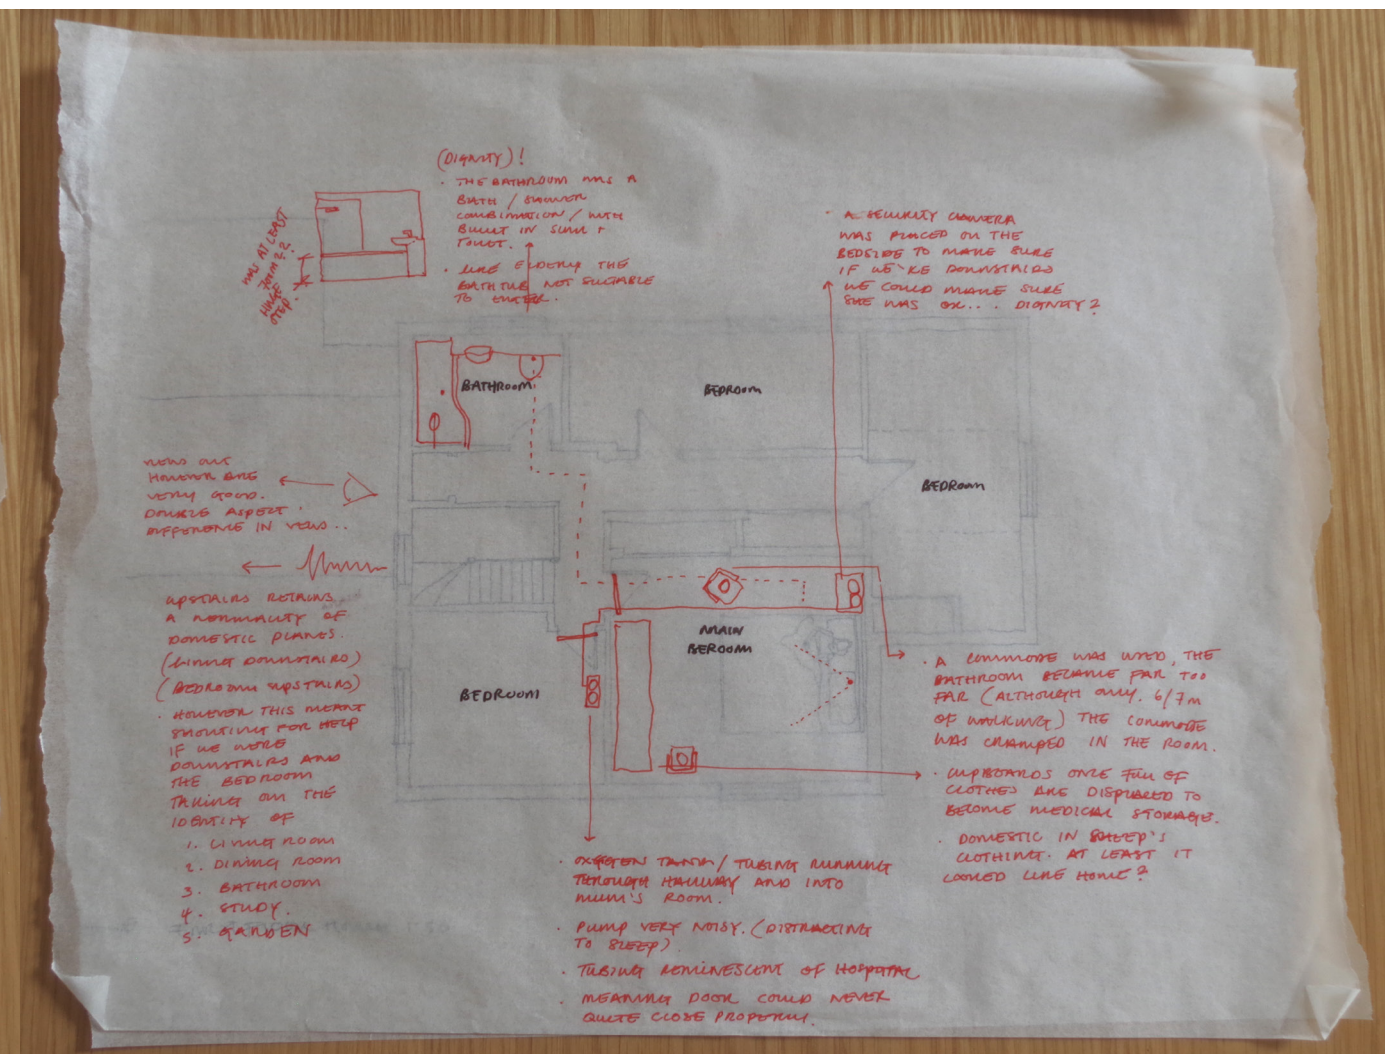 (DIGNITY)!
· THE BATHROOM WAS A
BATH / SHOWER
COMBINATION / WITH
BUILT IN SINK +
TOILET.
· LIKE ELDERLY THE
BATHTUB NOT SUITABLE
TO ENTER.
WAS AT LEAST
HUGE
STEP.
· A SECURITY CAMERA
WAS PLACED ON THE
BEDSIDE TO MAKE SURE
IF WE'RE DOWNSTAIRS
WE COULD MAKE SURE
SHE WAS OK... DIGNITY?
BATHROOM
BEDROOM
BEDROOM
VIEWS OUT
HOWEVER ARE
VERY GOOD.
DOUBLE ASPECT
DIFFERENCE IN VIEWS..
UPSTAIRS RETAINS
A NORMALITY OF
DOMESTIC PLANES.
(LIVING DOWNSTAIRS)
(BEDROOM UPSTAIRS)
· HOWEVER THIS MEANT
SHOUTING FOR HELP
IF WE WERE
DOWNSTAIRS AND
THE BEDROOM
TAKING ON THE
IDENTITY OF
1. LIVING ROOM
2. DINING ROOM
3. BATHROOM
4. STUDY.
5. GARDEN
MAIN
BEROOM
BEDROOM
· A COMMODE WAS USED, THE
BATHROOM BECAME FAR TOO
FAR (ALTHOUGH ONLY. 6/7m
OF WALKING) THE COMMODE
WAS CRAMPED IN THE ROOM.
· CUPBOARDS ONCE FULL OF
CLOTHES ARE DISPLACED TO
BECOME MEDICAL STORAGE.
· DOMESTIC IN SHEEP'S
CLOTHING. AT LEAST IT
LOOKED LIKE HOME?
· OXYGEN TANK / TUBING RUNNING
THROUGH HALLWAY AND INTO
MUM'S ROOM.
· PUMP VERY NOISY. (DISTRACTING
TO SLEEP)
· TUBING REMINESCENT OF HOSPITAL
· MEANING DOOR COULD NEVER
QUITE CLOSE PROPERLY.